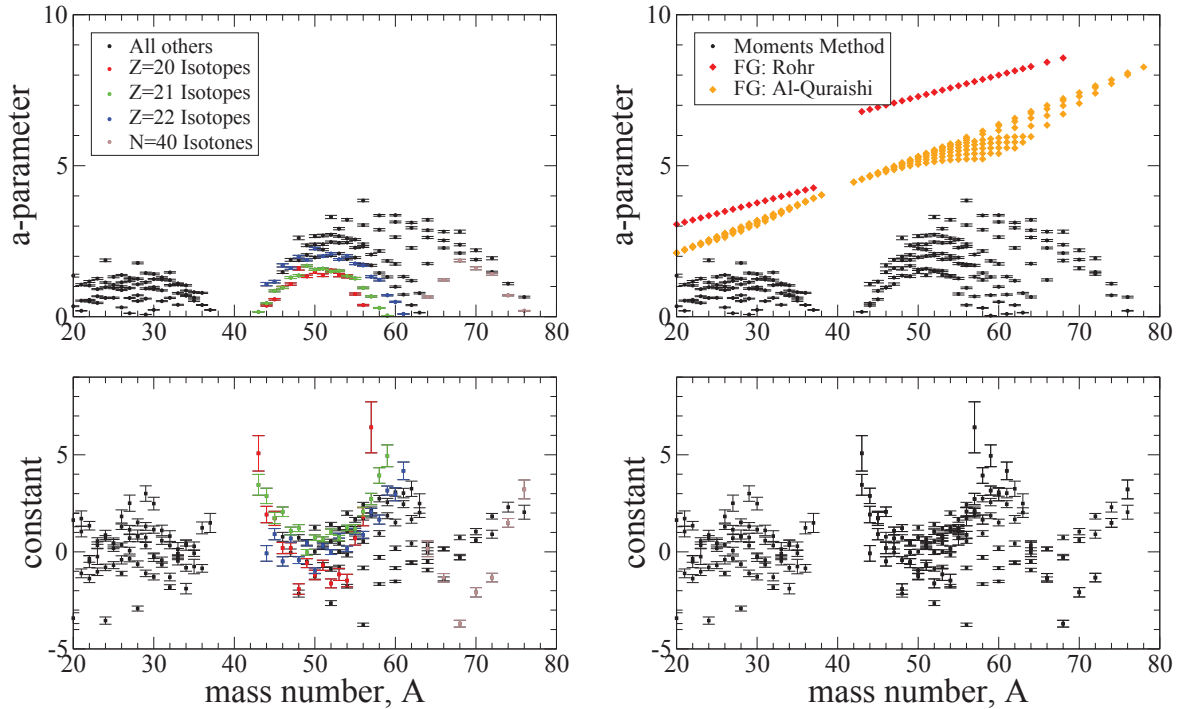 10
5
0
a-parameter
All others
Z=20 Isotopes
Z=21 Isotopes
Z=22 Isotopes
N=40 Isotones
20 30 40 50 60 70 80
10
5
0
a-parameter
Moments Method
FG: Rohr
FG: Al-Quraishi
20 30 40 50 60 70 80
5
0
-5
constant
20 30 40 50 60 70 80
mass number, A
5
0
-5
constant
20 30 40 50 60 70 80
mass number, A